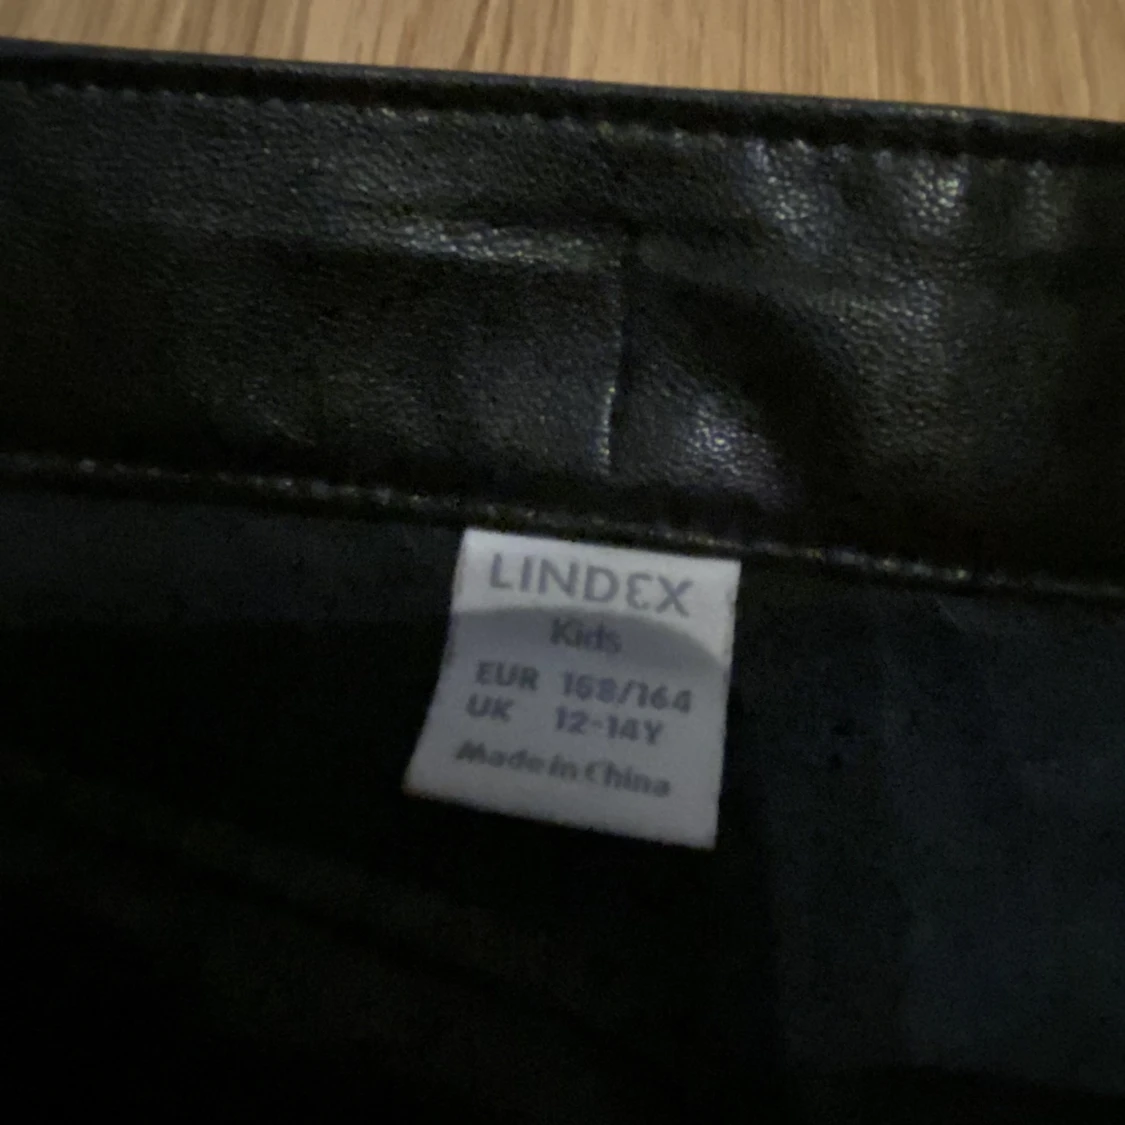 LINDEX
Kids
EUR 158/164
UK 12-14Y
Made in China